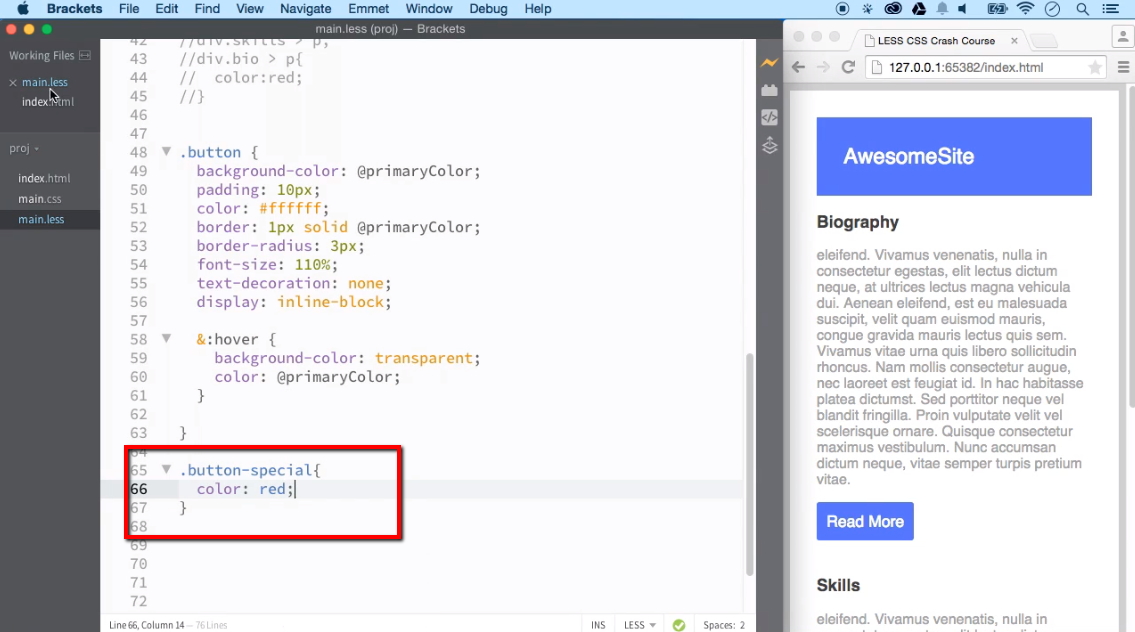 Brackets File Edit Find View Navigate Emmet Window Debug Help
main.less (proj) — Brackets
Working Files
× main.less
index.html
proj
index.html
main.css
main.less
42 //div.skills > p,
43 //div.bio > p{
44 //  color:red;
45 //}
46
47
48 .button {
49 background-color: @primaryColor;
50 padding: 10px;
51 color: #ffffff;
52 border: 1px solid @primaryColor;
53 border-radius: 3px;
54 font-size: 110%;
55 text-decoration: none;
56 display: inline-block;
57
58 &:hover {
59 background-color: transparent;
60 color: @primaryColor;
61 }
62
63 }
64
65 .button-special{
66 color: red;
67 }
68
69
70
71
72
Line 66, Column 14 — 76 Lines
INS LESS Spaces: 2
LESS CSS Crash Course ×
127.0.0.1:65382/index.html
AwesomeSite
Biography
eleifend. Vivamus venenatis, nulla in
consectetur egestas, elit lectus dictum
neque, at ultrices lectus magna vehicula
dui. Aenean eleifend, est eu malesuada
suscipit, velit quam euismod mauris,
congue gravida mauris lectus quis sem.
Vivamus vitae urna quis libero sollicitudin
rhoncus. Nam mollis consectetur augue,
nec laoreet est feugiat id. In hac habitasse
platea dictumst. Sed porttitor neque vel
blandit fringilla. Proin vulputate velit vel
scelerisque ornare. Quisque consectetur
maximus vestibulum. Nunc accumsan
dictum neque, vitae semper turpis pretium
vitae.
Read More
Skills
eleifend. Vivamus venenatis, nulla in